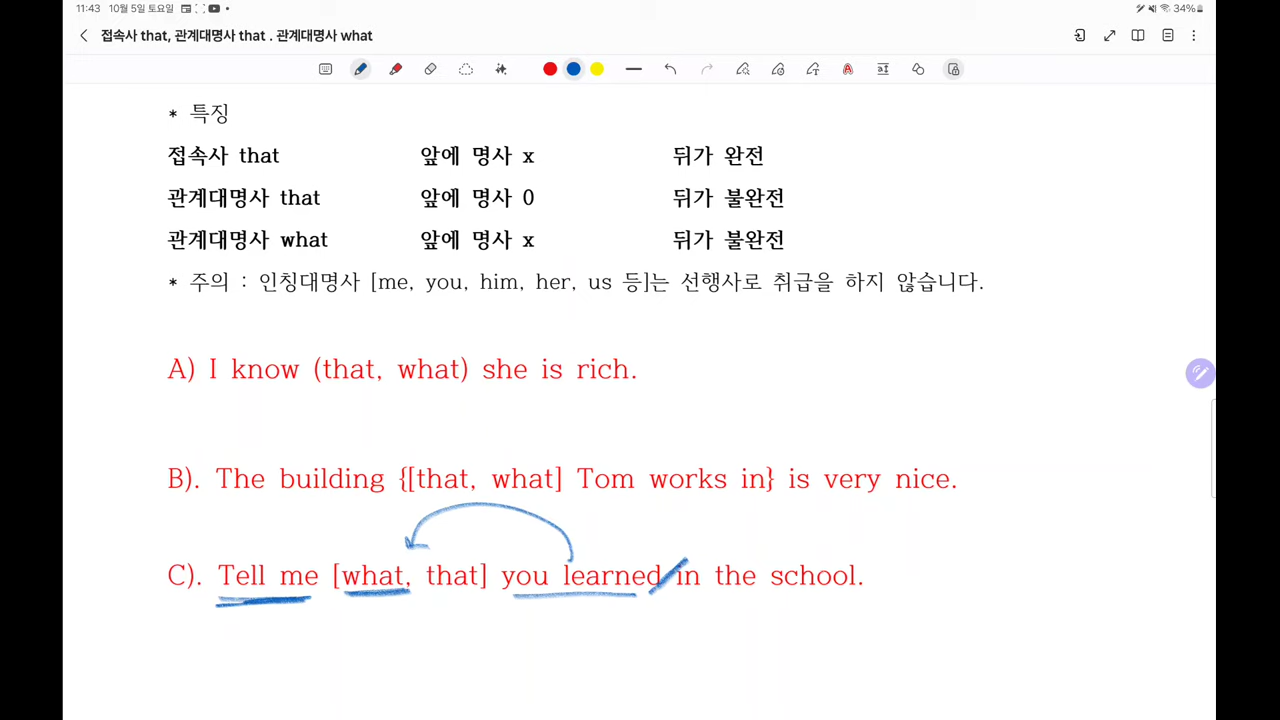 11:43 10월 5일 토요일
34%
접속사 that, 관계대명사 that . 관계대명사 what
* 특징
접속사 that 앞에 명사 x 뒤가 완전
관계대명사 that 앞에 명사 0 뒤가 불완전
관계대명사 what 앞에 명사 x 뒤가 불완전
* 주의 : 인칭대명사 [me, you, him, her, us 등]는 선행사로 취급을 하지 않습니다.
A) I know (that, what) she is rich.
B). The building {[that, what] Tom works in} is very nice.
C). Tell me [what, that] you learned in the school.